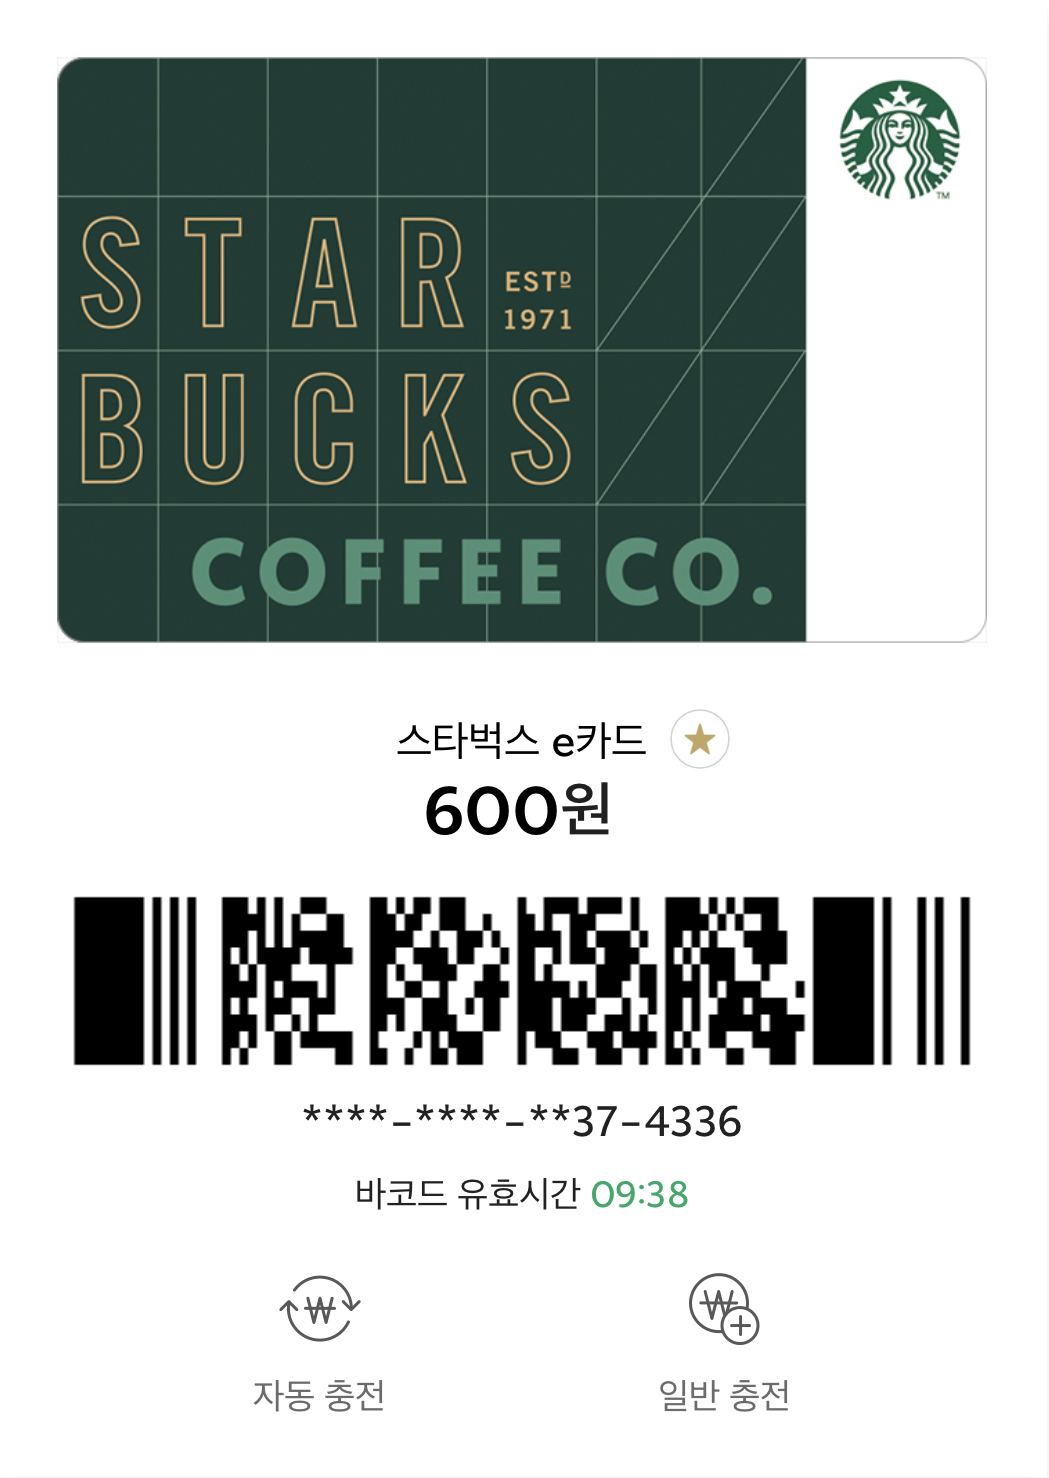 STAR
ESTD
1971
BUCKS
COFFEE CO.
TM
스타벅스 e카드
600원
****-****-**37-4336
바코드 유효시간 09:38
자동 충전
일반 충전